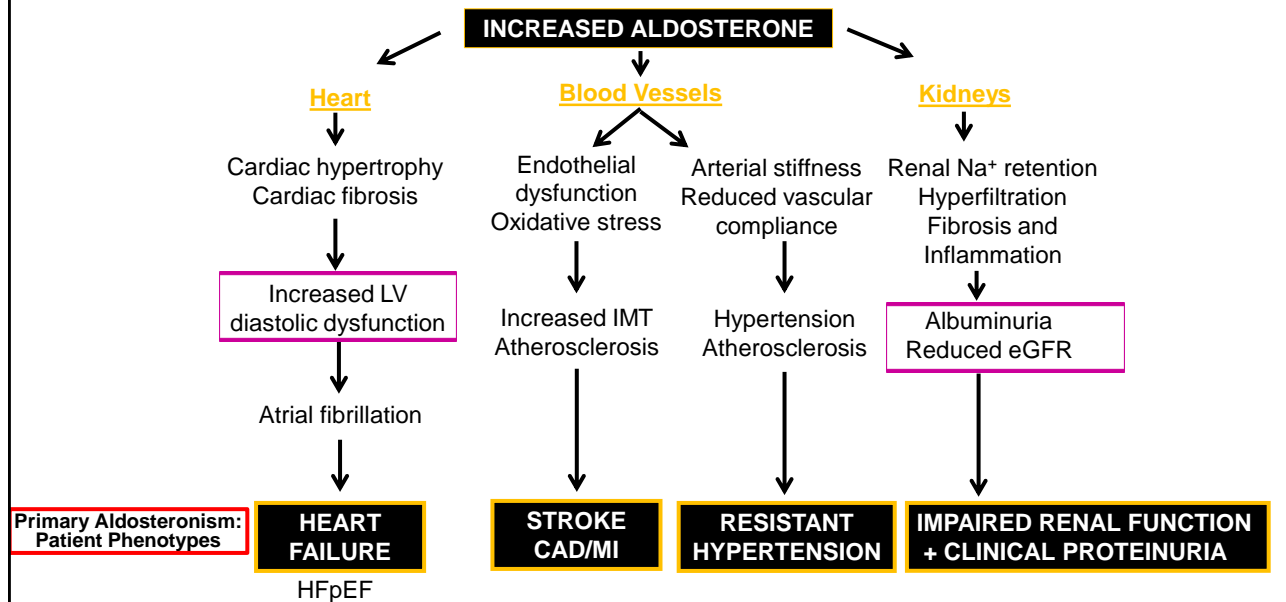 INCREASED ALDOSTERONE
Heart
Cardiac hypertrophy
Cardiac fibrosis
Increased LV
diastolic dysfunction
Atrial fibrillation
Blood Vessels
Endothelial
dysfunction
Oxidative stress
Increased IMT
Atherosclerosis
Arterial stiffness
Reduced vascular
compliance
Hypertension
Atherosclerosis
Kidneys
Renal Na⁺ retention
Hyperfiltration
Fibrosis and
Inflammation
Albuminuria
Reduced eGFR
Primary Aldosteronism:
Patient Phenotypes
HEART
FAILURE
HFpEF
STROKE
CAD/MI
RESISTANT
HYPERTENSION
IMPAIRED RENAL FUNCTION
+ CLINICAL PROTEINURIA